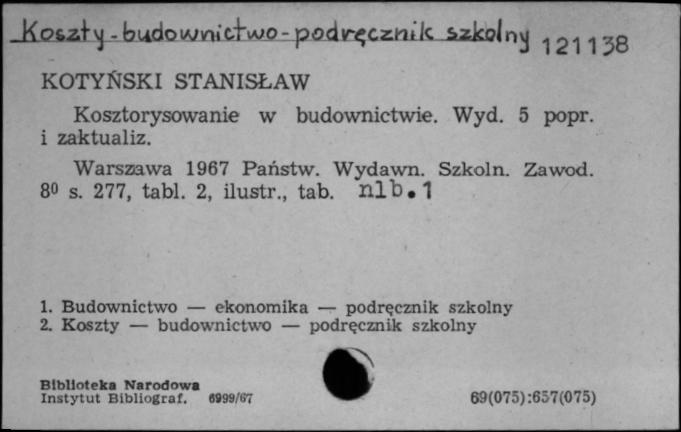 Koszty - budownictwo - podręcznik szkolny 121138
KOTYŃSKI STANISŁAW
Kosztorysowanie w budownictwie. Wyd. 5 popr.
i zaktualiz.
Warszawa 1967 Państw. Wydawn. Szkoln. Zawod.
8⁰ s. 277, tabl. 2, ilustr., tab. nlb. 1
1. Budownictwo — ekonomika — podręcznik szkolny
2. Koszty — budownictwo — podręcznik szkolny
Biblioteka Narodowa
Instytut Bibliograf. 6999/67 69(075):657(075)